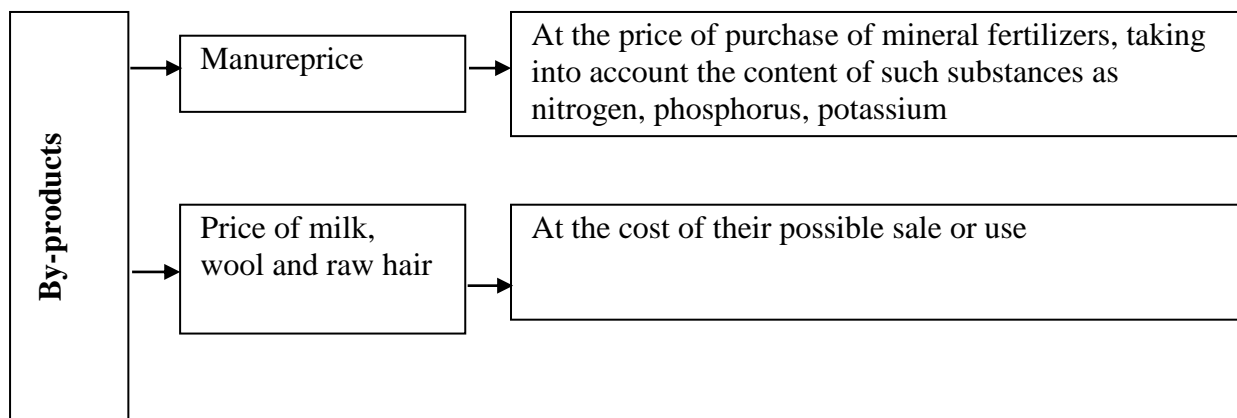 By-products
Manureprice
At the price of purchase of mineral fertilizers, taking
into account the content of such substances as
nitrogen, phosphorus, potassium
Price of milk,
wool and raw hair
At the cost of their possible sale or use